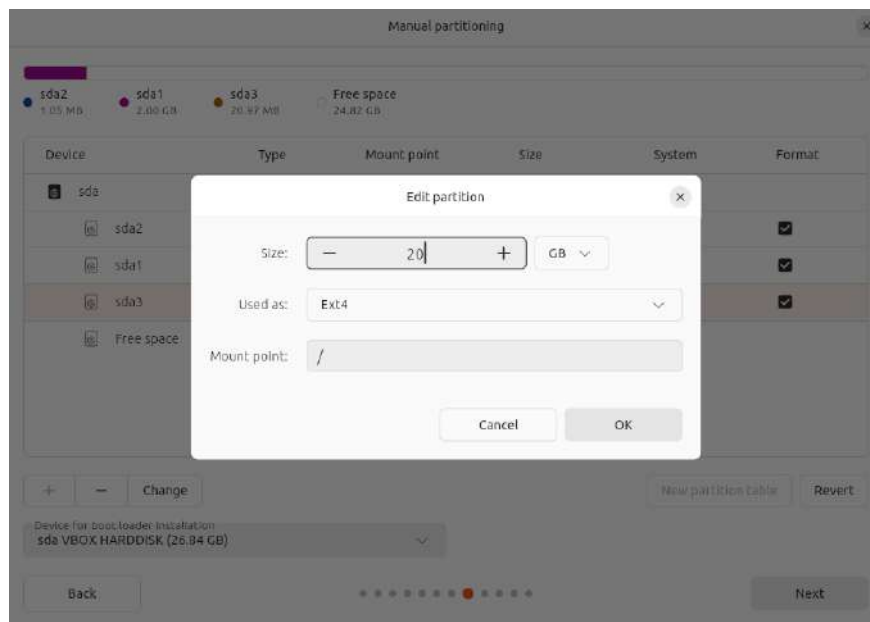 Manual partitioning
sda2 sda1 sda3 Free space
1.05 MB 2.00 GB 20.97 MB 24.82 GB
Device Type Mount point Size System Format
sda
Edit partition
sda2
Size: − 20 + GB
sda1
sda3
Used as: Ext4
Free space
Mount point: /
Cancel OK
+ − Change New partition table Revert
Device for boot loader installation
sda VBOX HARDDISK (26.84 GB)
Back Next